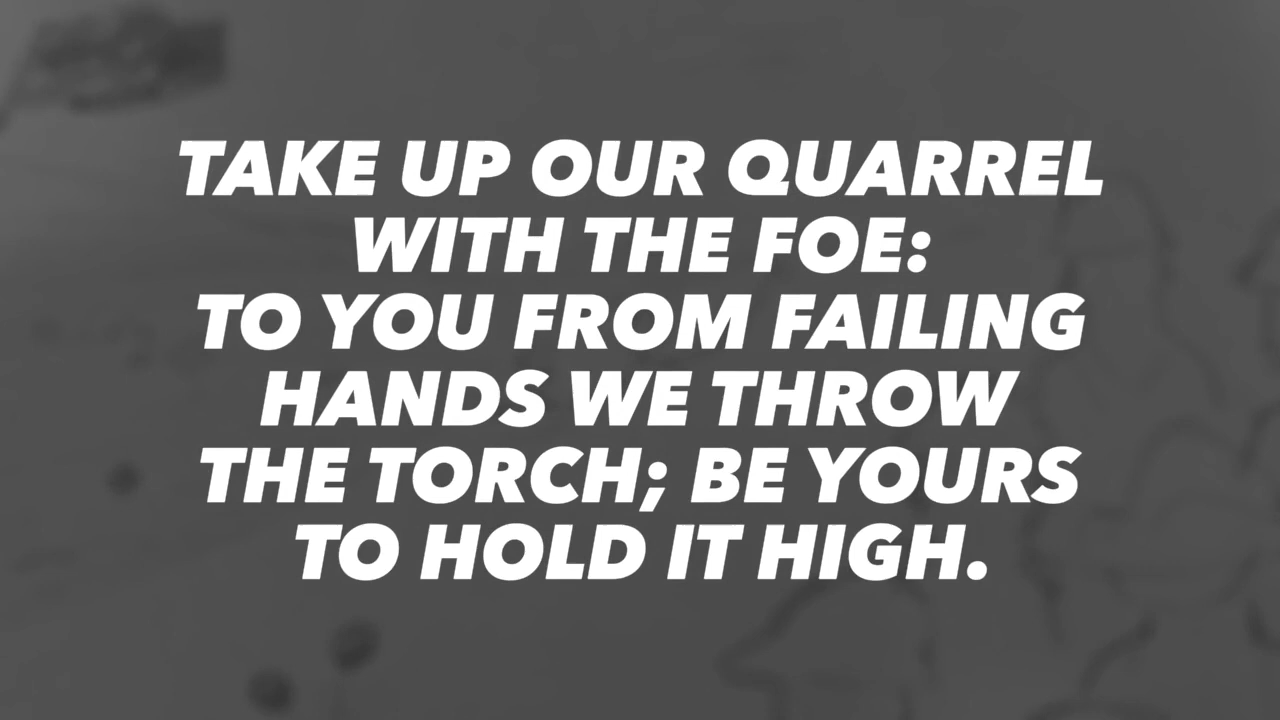 TAKE UP OUR QUARREL
WITH THE FOE:
TO YOU FROM FAILING
HANDS WE THROW
THE TORCH; BE YOURS
TO HOLD IT HIGH.